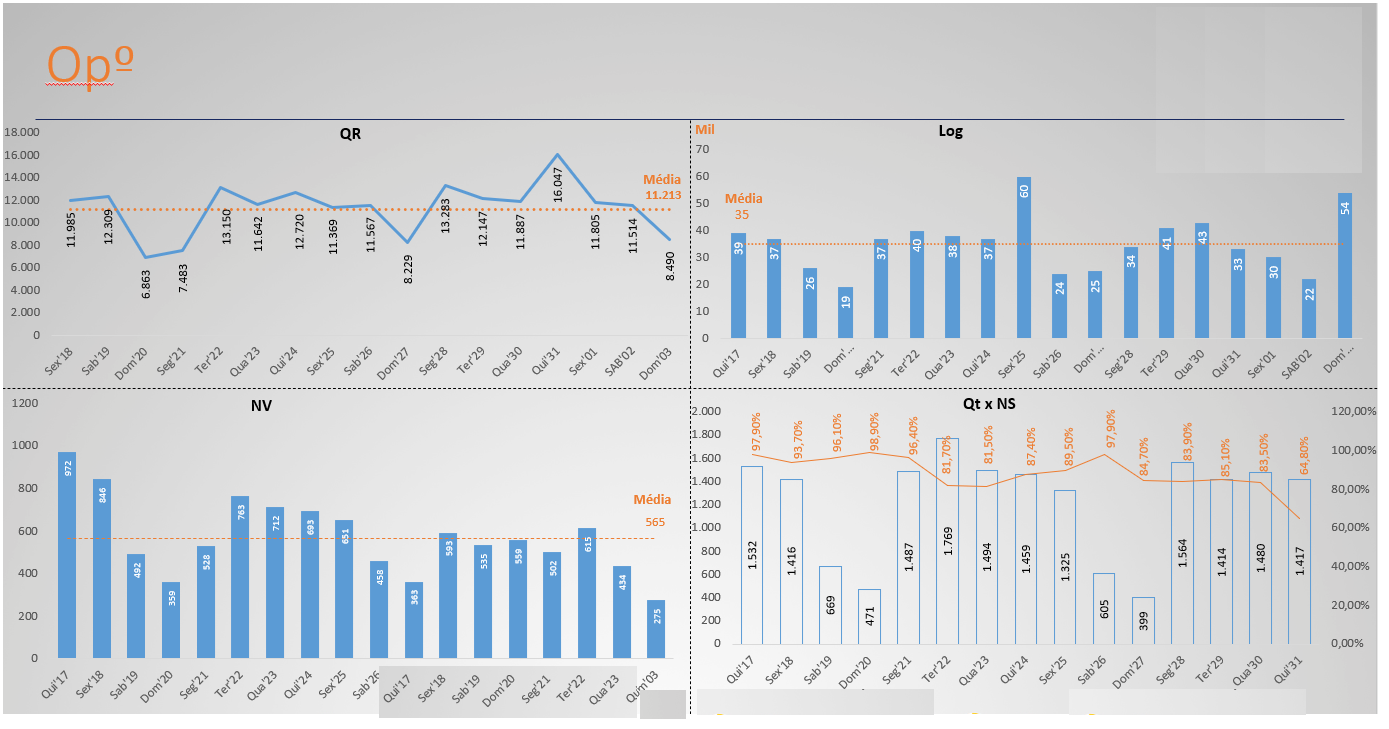 Opº
QR
18.000
16.000
14.000
12.000
10.000
8.000
6.000
4.000
2.000
0
11.985
12.309
6.863
7.483
13.150
11.642
12.720
11.369
11.567
8.229
13.283
12.147
11.887
16.047
11.805
11.514
8.490
Média
11.213
Sex'18
Sab'19
Dom'20
Seg'21
Ter'22
Qua'23
Qui'24
Sex'25
Sab'26
Dom'27
Seg'28
Ter'29
Qua'30
Qui'31
Sex'01
SAB'02
Dom'03
Mil
Log
70
60
50
40
30
20
10
0
Média
35
39
37
26
19
37
40
38
37
60
24
25
34
41
43
33
30
22
54
Qui'17
Sex'18
Sab'19
Dom'...
Seg'21
Ter'22
Qua'23
Qui'24
Sex'25
Sab'26
Dom'...
Seg'28
Ter'29
Qua'30
Qui'31
Sex'01
SAB'02
Dom'...
NV
1200
1000
800
600
400
200
0
972
846
492
359
528
763
712
693
651
458
363
593
535
559
502
615
434
275
Média
565
Qui'17
Sex'18
Sab'19
Dom'20
Seg'21
Ter'22
Qua'23
Qui'24
Sex'25
Sab'26
Qui'17
Sex'18
Sab'19
Dom'20
Seg'21
Ter'22
Qua'23
Qt x NS
2.000
1.800
1.600
1.400
1.200
1.000
800
600
400
200
0
97,90%
93,70%
96,10%
98,90%
96,40%
81,70%
81,50%
87,40%
89,50%
97,90%
84,70%
83,90%
85,10%
83,50%
64,80%
1.532
1.416
669
471
1.487
1.769
1.494
1.459
1.325
605
399
1.564
1.414
1.480
1.417
120,00%
100,00%
80,00%
60,00%
40,00%
20,00%
0,00%
Qui'17
Sex'18
Sab'19
Dom'20
Seg'21
Ter'22
Qua'23
Qui'24
Sex'25
Sab'26
Dom'27
Seg'28
Ter'29
Qua'30
Qui'31